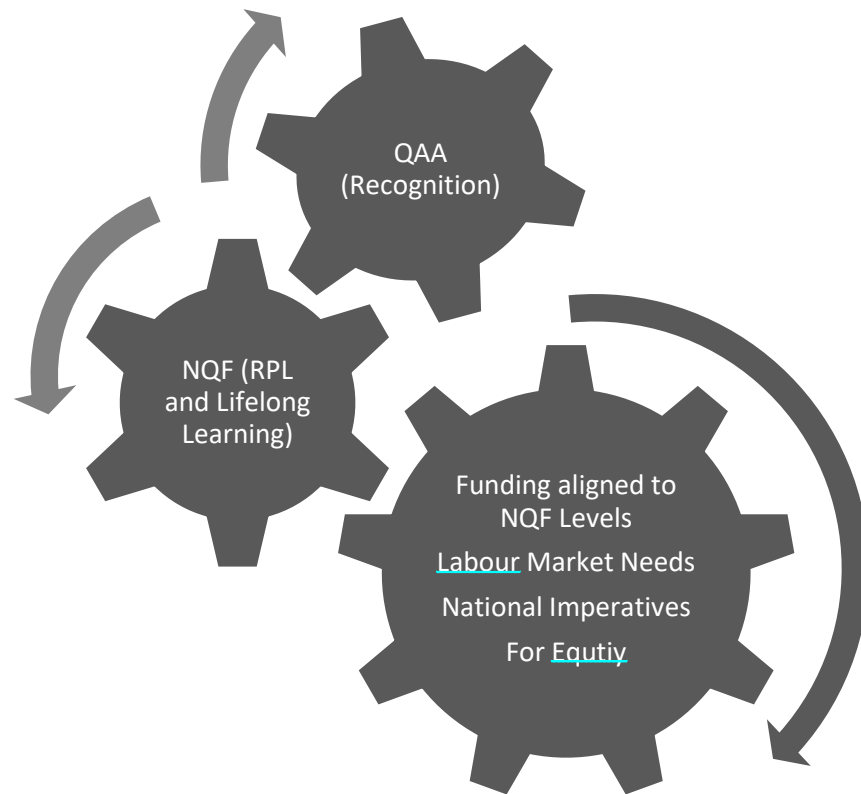 QAA
(Recognition)
NQF (RPL
and Lifelong
Learning)
Funding aligned to
NQF Levels
Labour Market Needs
National Imperatives
For Equtiy